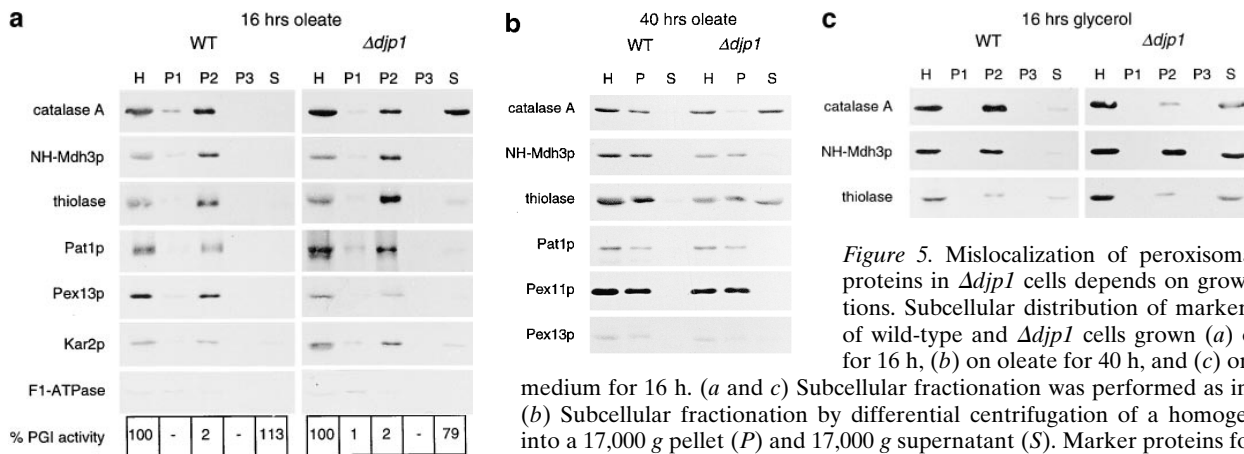 a
16 hrs oleate
WT Δdjp1
H P1 P2 P3 S H P1 P2 P3 S
catalase A
NH-Mdh3p
thiolase
Pat1p
Pex13p
Kar2p
F1-ATPase
% PGI activity 100 - 2 - 113 100 1 2 - 79
b
40 hrs oleate
WT Δdjp1
H P S H P S
catalase A
NH-Mdh3p
thiolase
Pat1p
Pex11p
Pex13p
c
16 hrs glycerol
WT Δdjp1
H P1 P2 P3 S H P1 P2 P3 S
catalase A
NH-Mdh3p
thiolase
Figure 5. Mislocalization of peroxisoma
proteins in Δdjp1 cells depends on grow
tions. Subcellular distribution of marker
of wild-type and Δdjp1 cells grown (a)
for 16 h, (b) on oleate for 40 h, and (c) on
medium for 16 h. (a and c) Subcellular fractionation was performed as in
(b) Subcellular fractionation by differential centrifugation of a homoge
into a 17,000 g pellet (P) and 17,000 g supernatant (S). Marker proteins fo